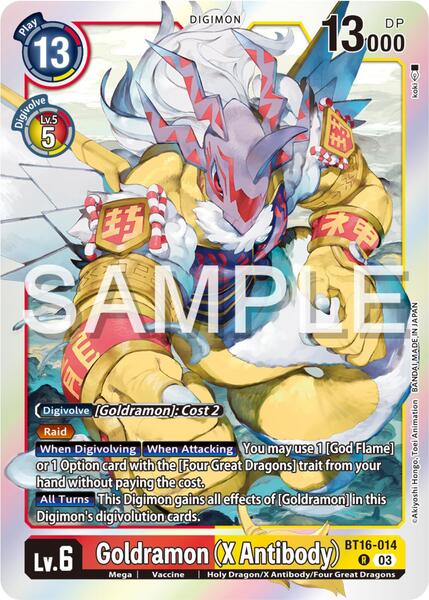 Play
13
DIGIMON
DP
13000
Digivolve
Lv.5
5
koki
封
神
SAMPLE
Digivolve [Goldramon]: Cost 2
Raid
When Digivolving When Attacking You may use 1 [God Flame]
or 1 Option card with the [Four Great Dragons] trait from your
hand without paying the cost.
All Turns This Digimon gains all effects of [Goldramon]in this
Digimon's digivolution cards.
©Akiyoshi Hongo, Toei Animation BANDAI,MADE IN JAPAN
Lv.6
Goldramon (X Antibody)
BT16-014
R 03
Mega Vaccine Holy Dragon/X Antibody/Four Great Dragons